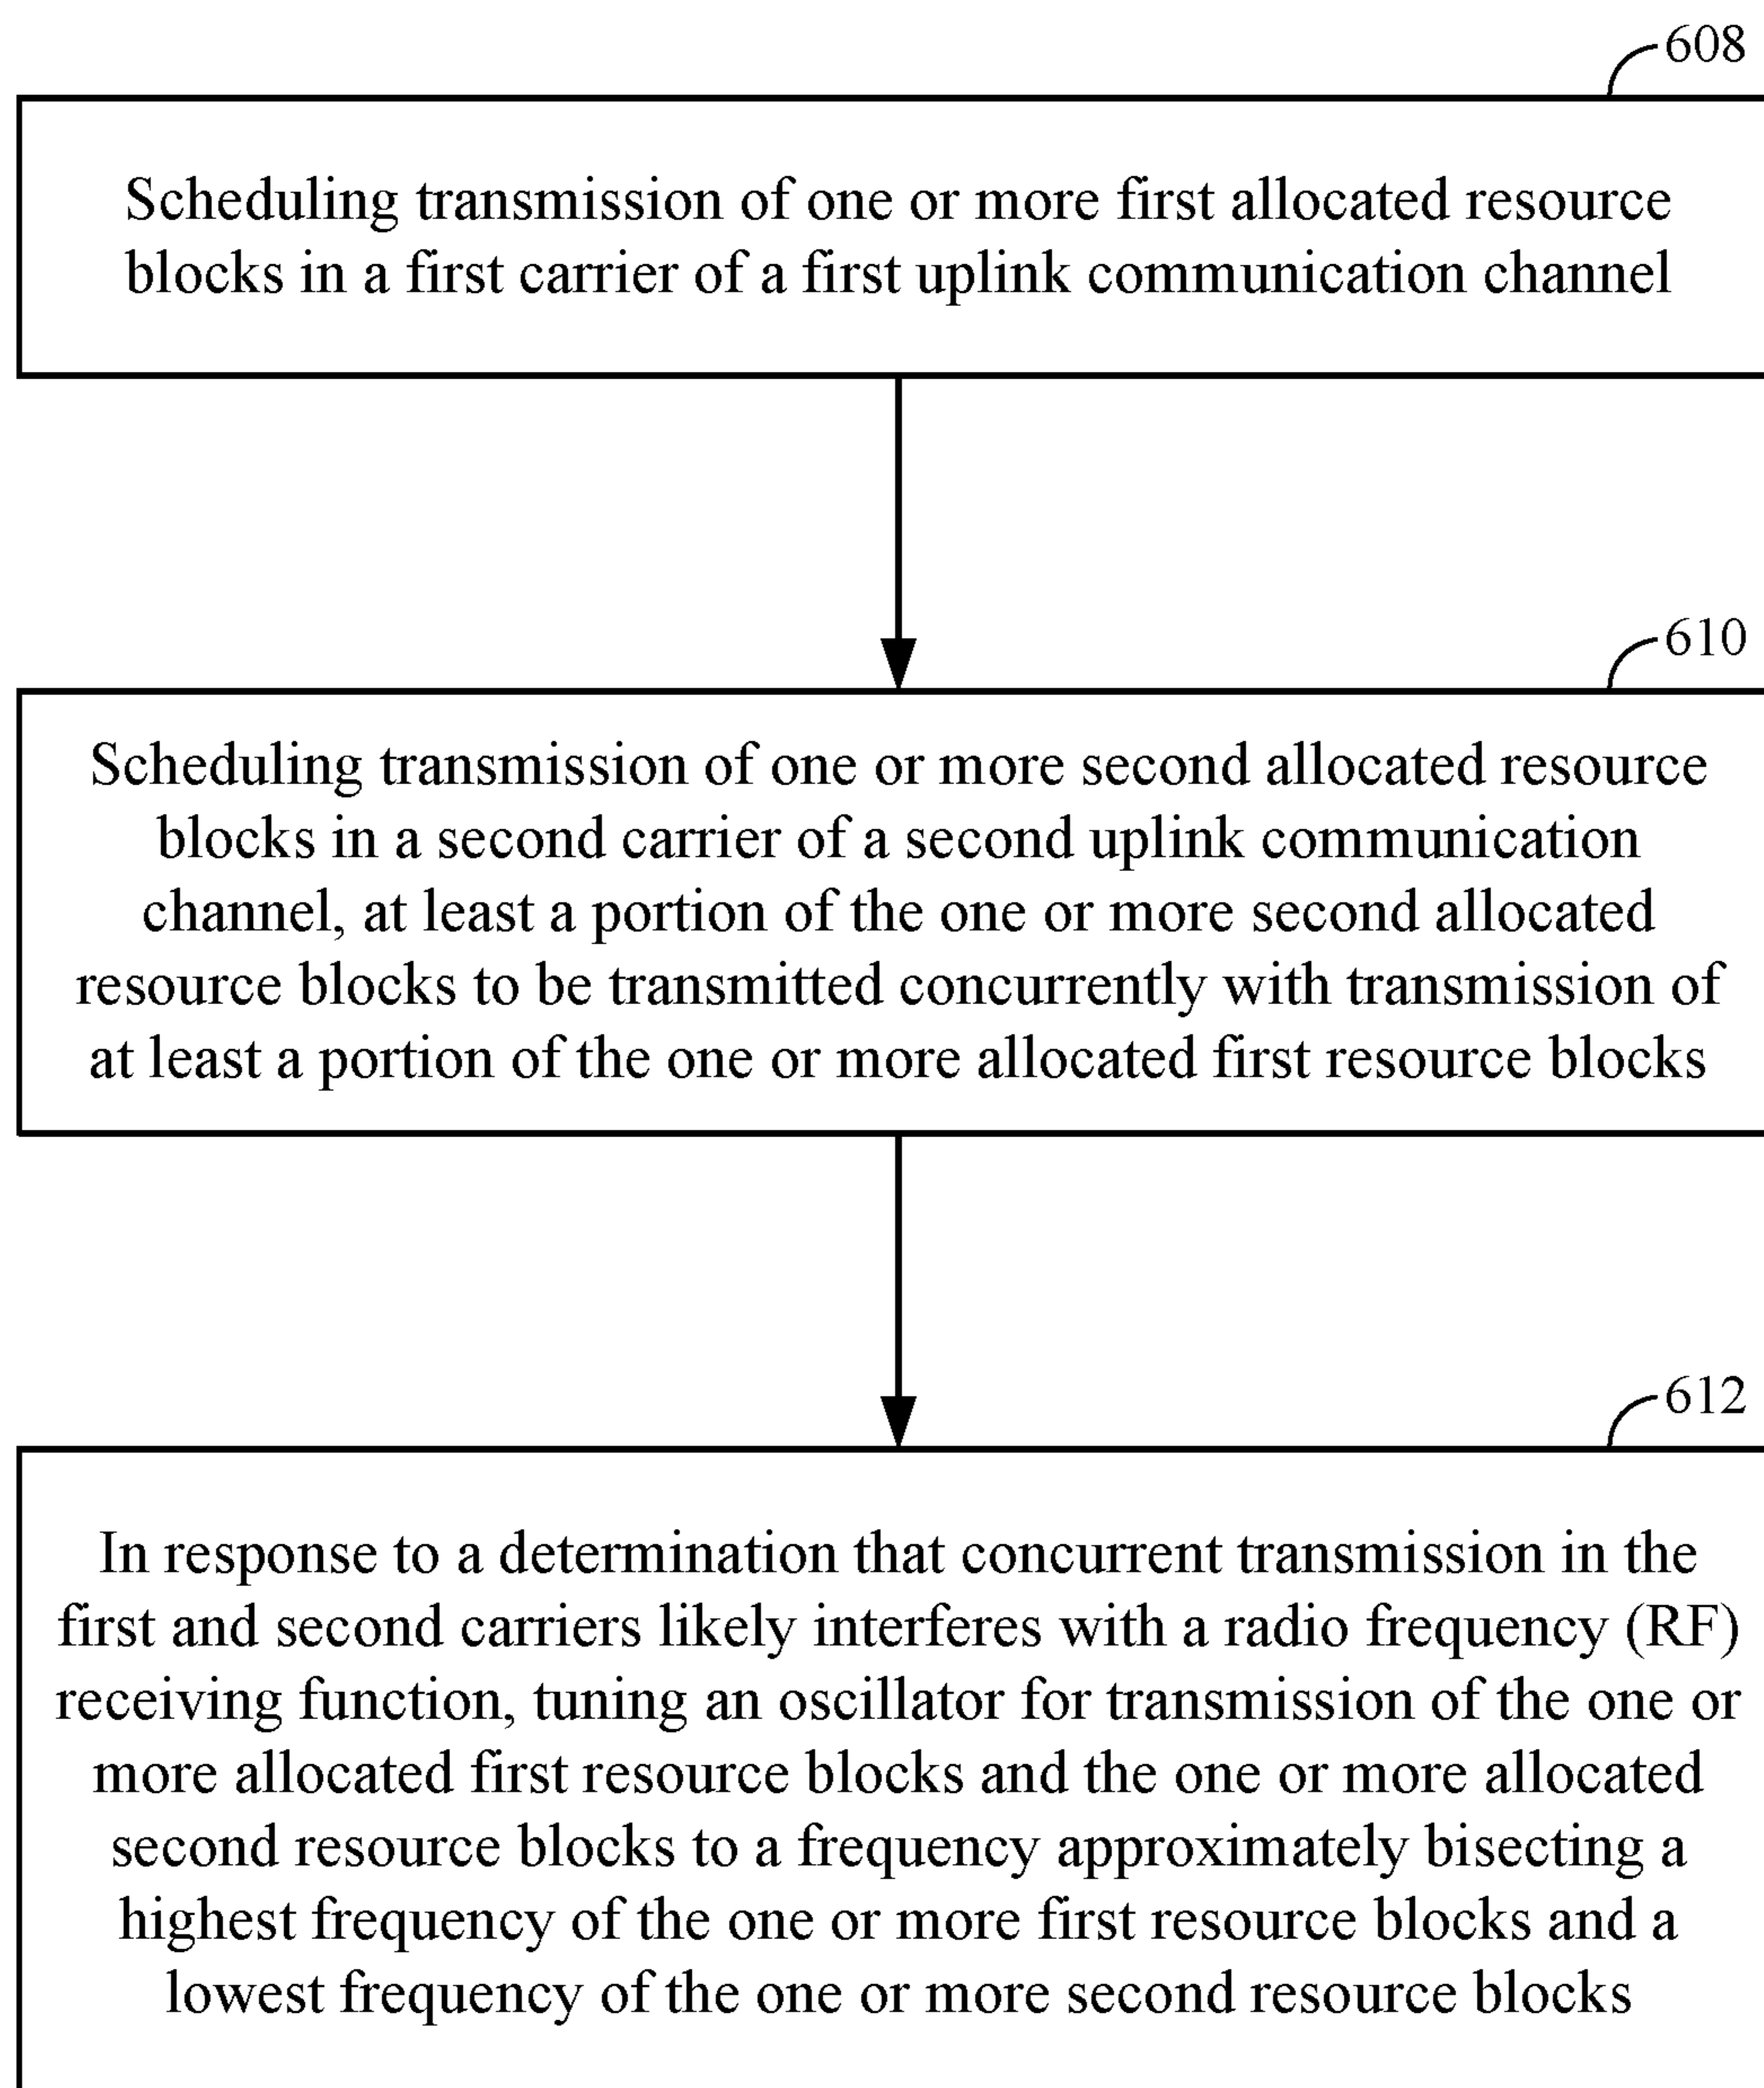 608
Scheduling transmission of one or more first allocated resource
blocks in a first carrier of a first uplink communication channel
610
Scheduling transmission of one or more second allocated resource
blocks in a second carrier of a second uplink communication
channel, at least a portion of the one or more second allocated
resource blocks to be transmitted concurrently with transmission of
at least a portion of the one or more allocated first resource blocks
612
In response to a determination that concurrent transmission in the
first and second carriers likely interferes with a radio frequency (RF)
receiving function, tuning an oscillator for transmission of the one or
more allocated first resource blocks and the one or more allocated
second resource blocks to a frequency approximately bisecting a
highest frequency of the one or more first resource blocks and a
lowest frequency of the one or more second resource blocks